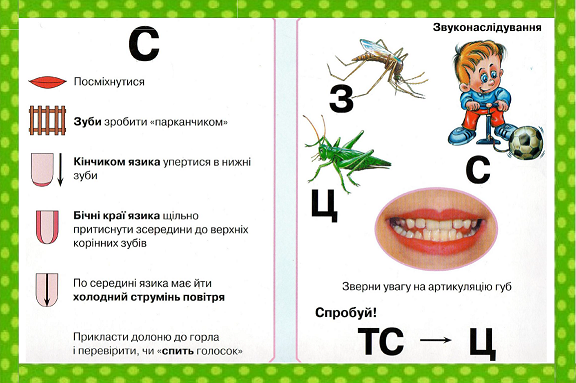 С
Посміхнутися
Зуби зробити «парканчиком»
Кінчиком язика упертися в нижні
зуби
Бічні краї язика щільно
притиснути зсередини до верхніх
корінних зубів
По середині язика має йти
холодний струмінь повітря
Прикласти долоню до горла
і перевірити, чи «спить голосок»
Звуконаслідування
З
С
Ц
Зверни увагу на артикуляцію губ
Спробуй!
ТС → Ц